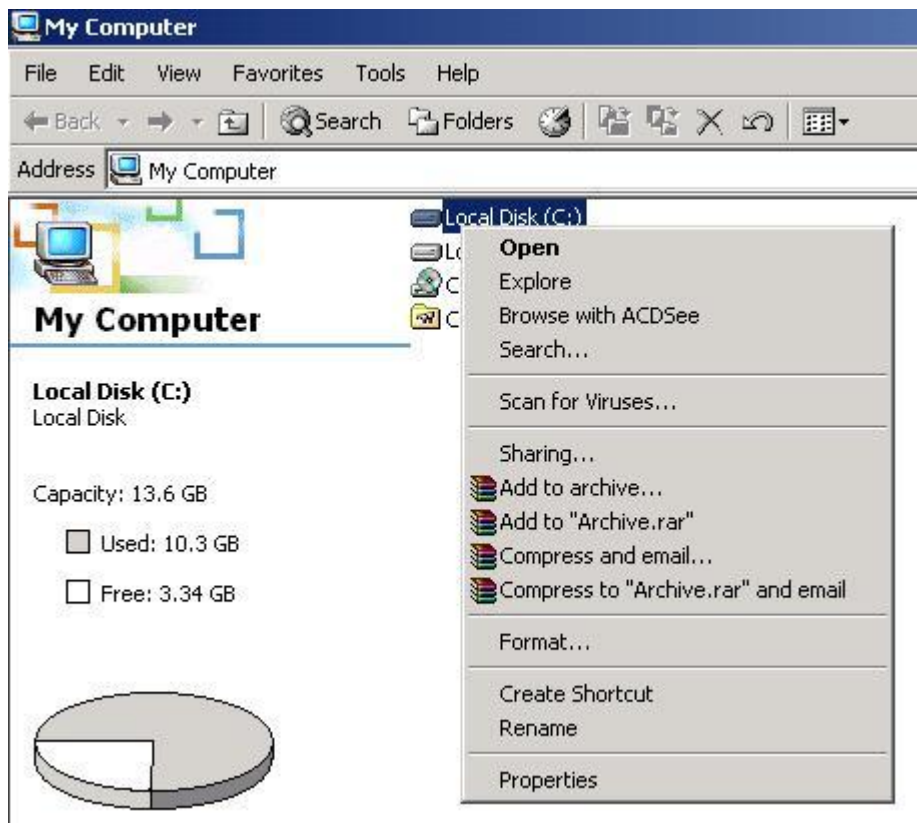 My Computer
File Edit View Favorites Tools Help
Back Search Folders
Address My Computer
My Computer
Local Disk (C:)
Local Disk
Capacity: 13.6 GB
Used: 10.3 GB
Free: 3.34 GB
Local Disk (C:)
Open
Explore
Browse with ACDSee
Search...
Scan for Viruses...
Sharing...
Add to archive...
Add to "Archive.rar"
Compress and email...
Compress to "Archive.rar" and email
Format...
Create Shortcut
Rename
Properties